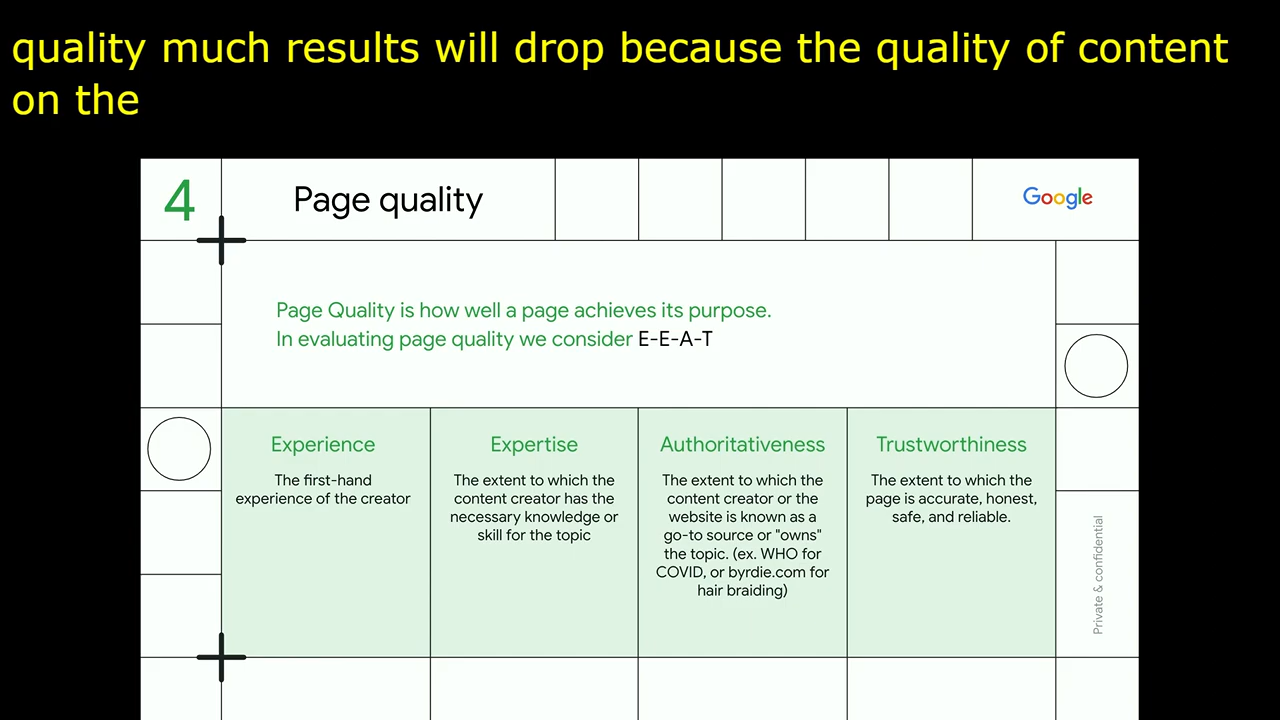 quality much results will drop because the quality of content
on the
4
Page quality
Google
Page Quality is how well a page achieves its purpose.
In evaluating page quality we consider E-E-A-T
Experience
The first-hand
experience of the creator
Expertise
The extent to which the
content creator has the
necessary knowledge or
skill for the topic
Authoritativeness
The extent to which the
content creator or the
website is known as a
go-to source or "owns"
the topic. (ex. WHO for
COVID, or byrdie.com for
hair braiding)
Trustworthiness
The extent to which the
page is accurate, honest,
safe, and reliable.
Private & confidential